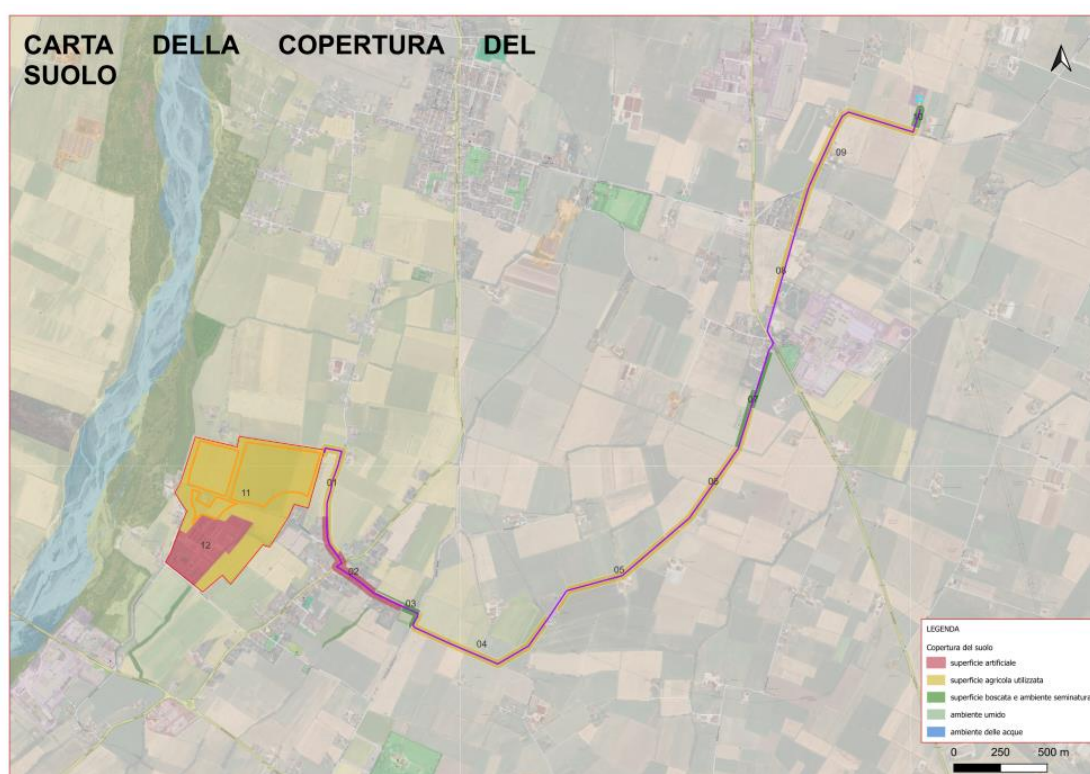 CARTA DELLA COPERTURA DEL
SUOLO
10
09
08
07
06
01
11
12
02
03
05
04
LEGENDA
Copertura del suolo
superficie artificiale
superficie agricola utilizzata
superficie boscata e ambiente seminatura
ambiente umido
ambiente delle acque
0 250 500 m